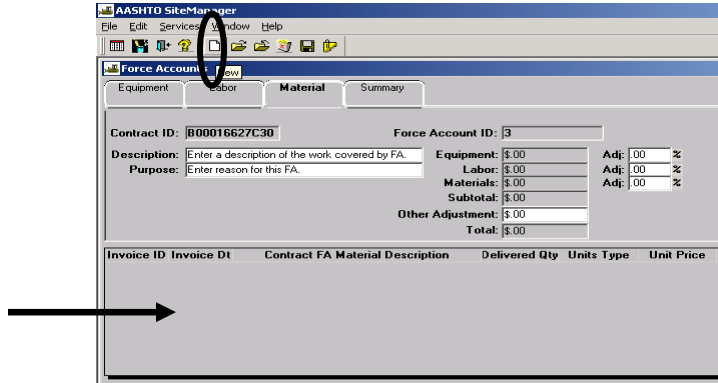 AASHTO SiteManager
File Edit Services Window Help
Force Accounts
New
Equipment Labor Material Summary
Contract ID: B00016627C30 Force Account ID: 3
Description: Enter a description of the work covered by FA. Equipment: $.00 Adj: .00 %
Purpose: Enter reason for this FA. Labor: $.00 Adj: .00 %
Materials: $.00 Adj: .00 %
Subtotal: $.00
Other Adjustment: $.00
Total: $.00
Invoice ID Invoice Dt Contract FA Material Description Delivered Qty Units Type Unit Price